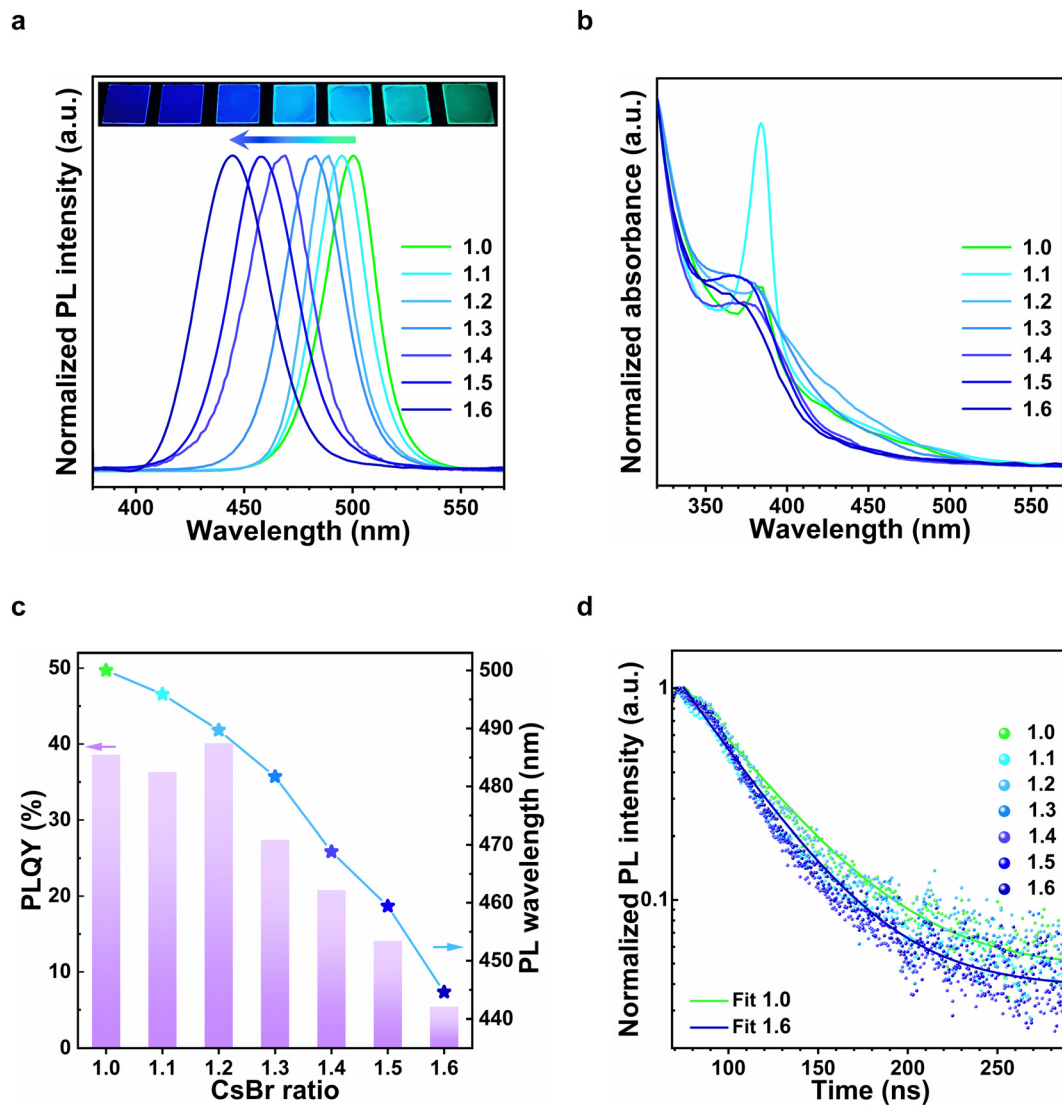 a
Normalized PL intensity (a.u.)
1.0
1.1
1.2
1.3
1.4
1.5
1.6
400 450 500 550
Wavelength (nm)
b
Normalized absorbance (a.u.)
1.0
1.1
1.2
1.3
1.4
1.5
1.6
350 400 450 500 550
Wavelength (nm)
c
PLQY (%)
50
40
30
20
10
0
500
490
480
470
460
450
440
PL wavelength (nm)
1.0 1.1 1.2 1.3 1.4 1.5 1.6
CsBr ratio
d
Normalized PL intensity (a.u.)
1
0.1
1.0
1.1
1.2
1.3
1.4
1.5
1.6
Fit 1.0
Fit 1.6
100 150 200 250
Time (ns)